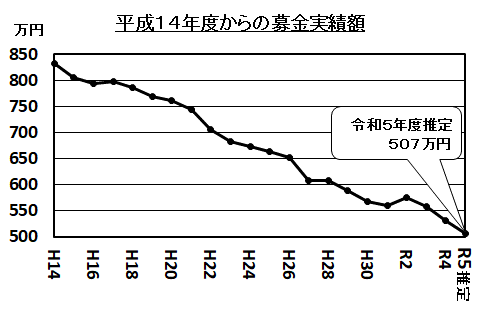 平成１４年度からの募金実績額
万円
850
800
750
700
650
600
550
500
令和５年度推定
５０７万円
H14
H16
H18
H20
H22
H24
H26
H28
H30
R2
R4
R5推定